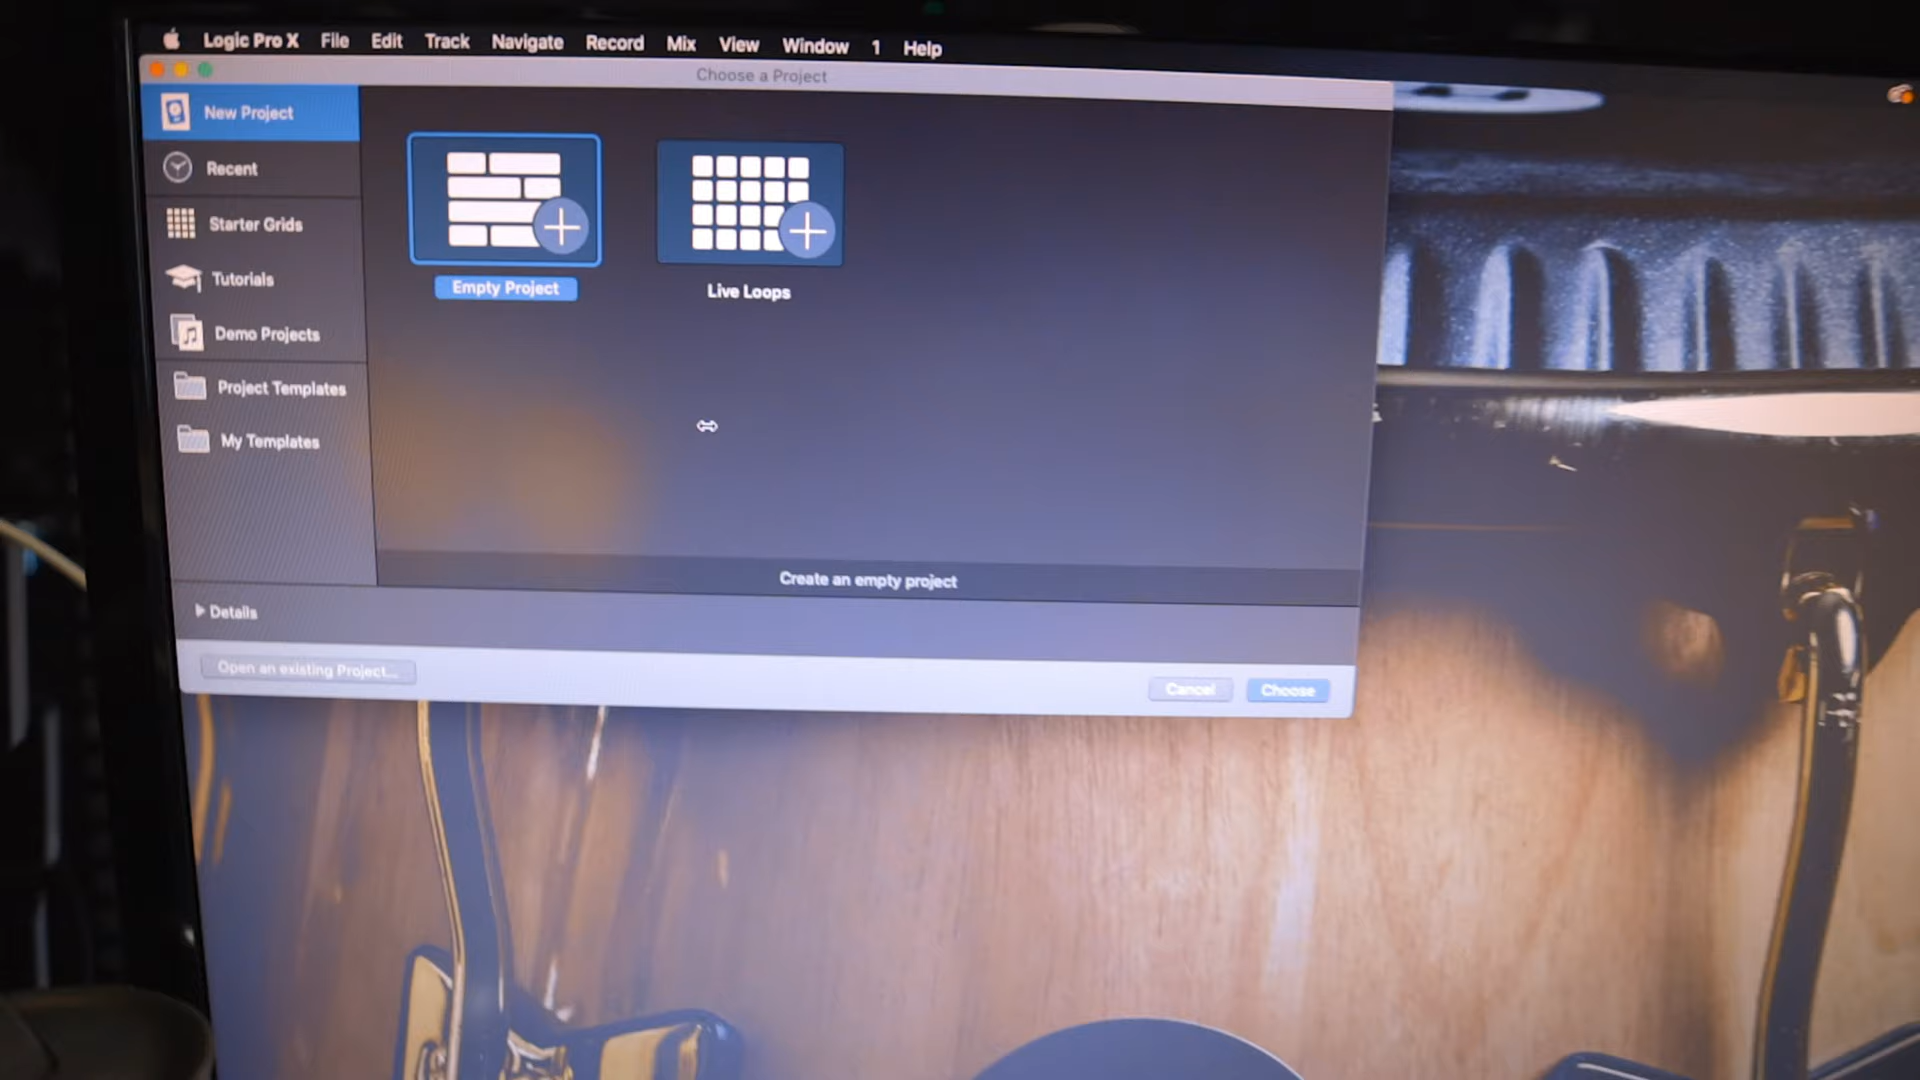 Logic Pro X File Edit Track Navigate Record Mix View Window 1 Help
Choose a Project
New Project
Recent
Starter Grids
Tutorials
Demo Projects
Project Templates
My Templates
Empty Project
Live Loops
Create an empty project
Details
Open an existing Project...
Cancel
Choose